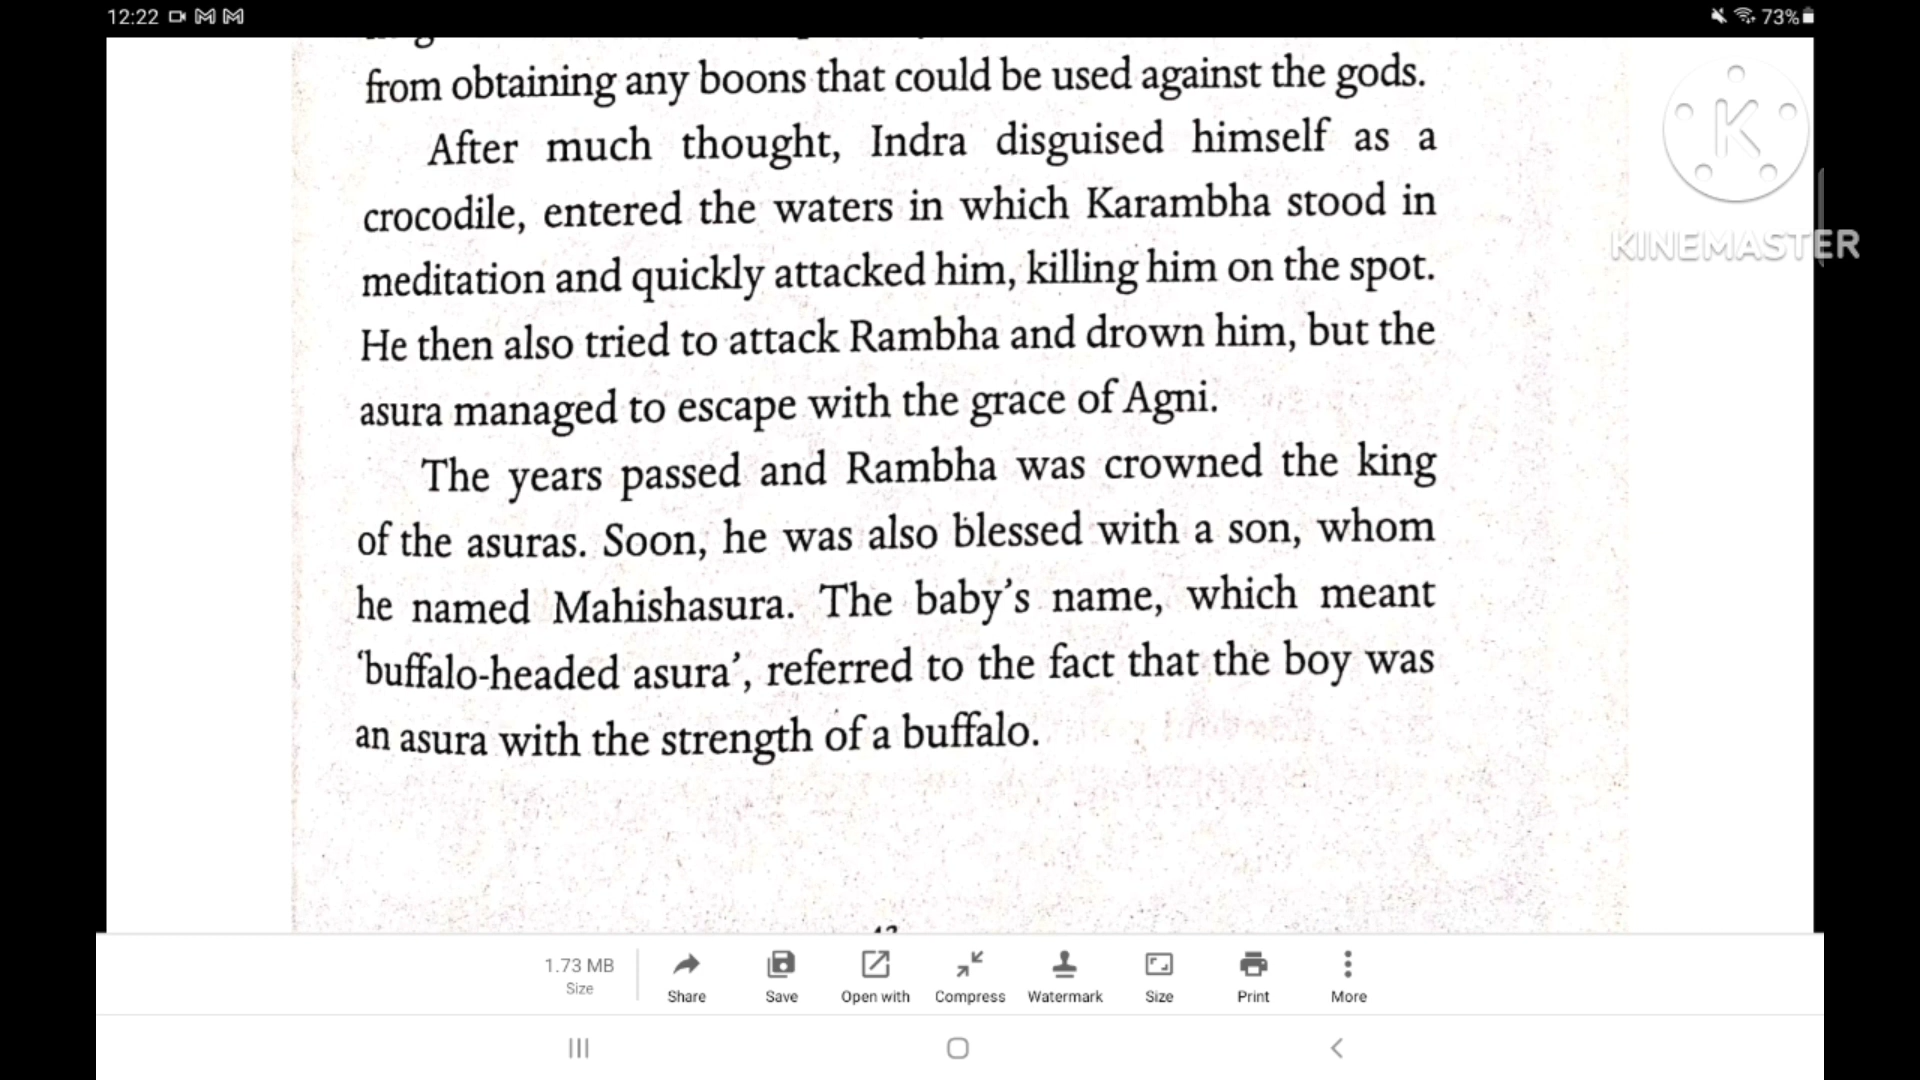 12:22
73%
from obtaining any boons that could be used against the gods.
After much thought, Indra disguised himself as a
crocodile, entered the waters in which Karambha stood in
meditation and quickly attacked him, killing him on the spot.
He then also tried to attack Rambha and drown him, but the
asura managed to escape with the grace of Agni.
The years passed and Rambha was crowned the king
of the asuras. Soon, he was also blessed with a son, whom
he named Mahishasura. The baby's name, which meant
'buffalo-headed asura', referred to the fact that the boy was
an asura with the strength of a buffalo.
K
KINEMASTER
1.73 MB
Size
Share
Save
Open with
Compress
Watermark
Size
Print
More